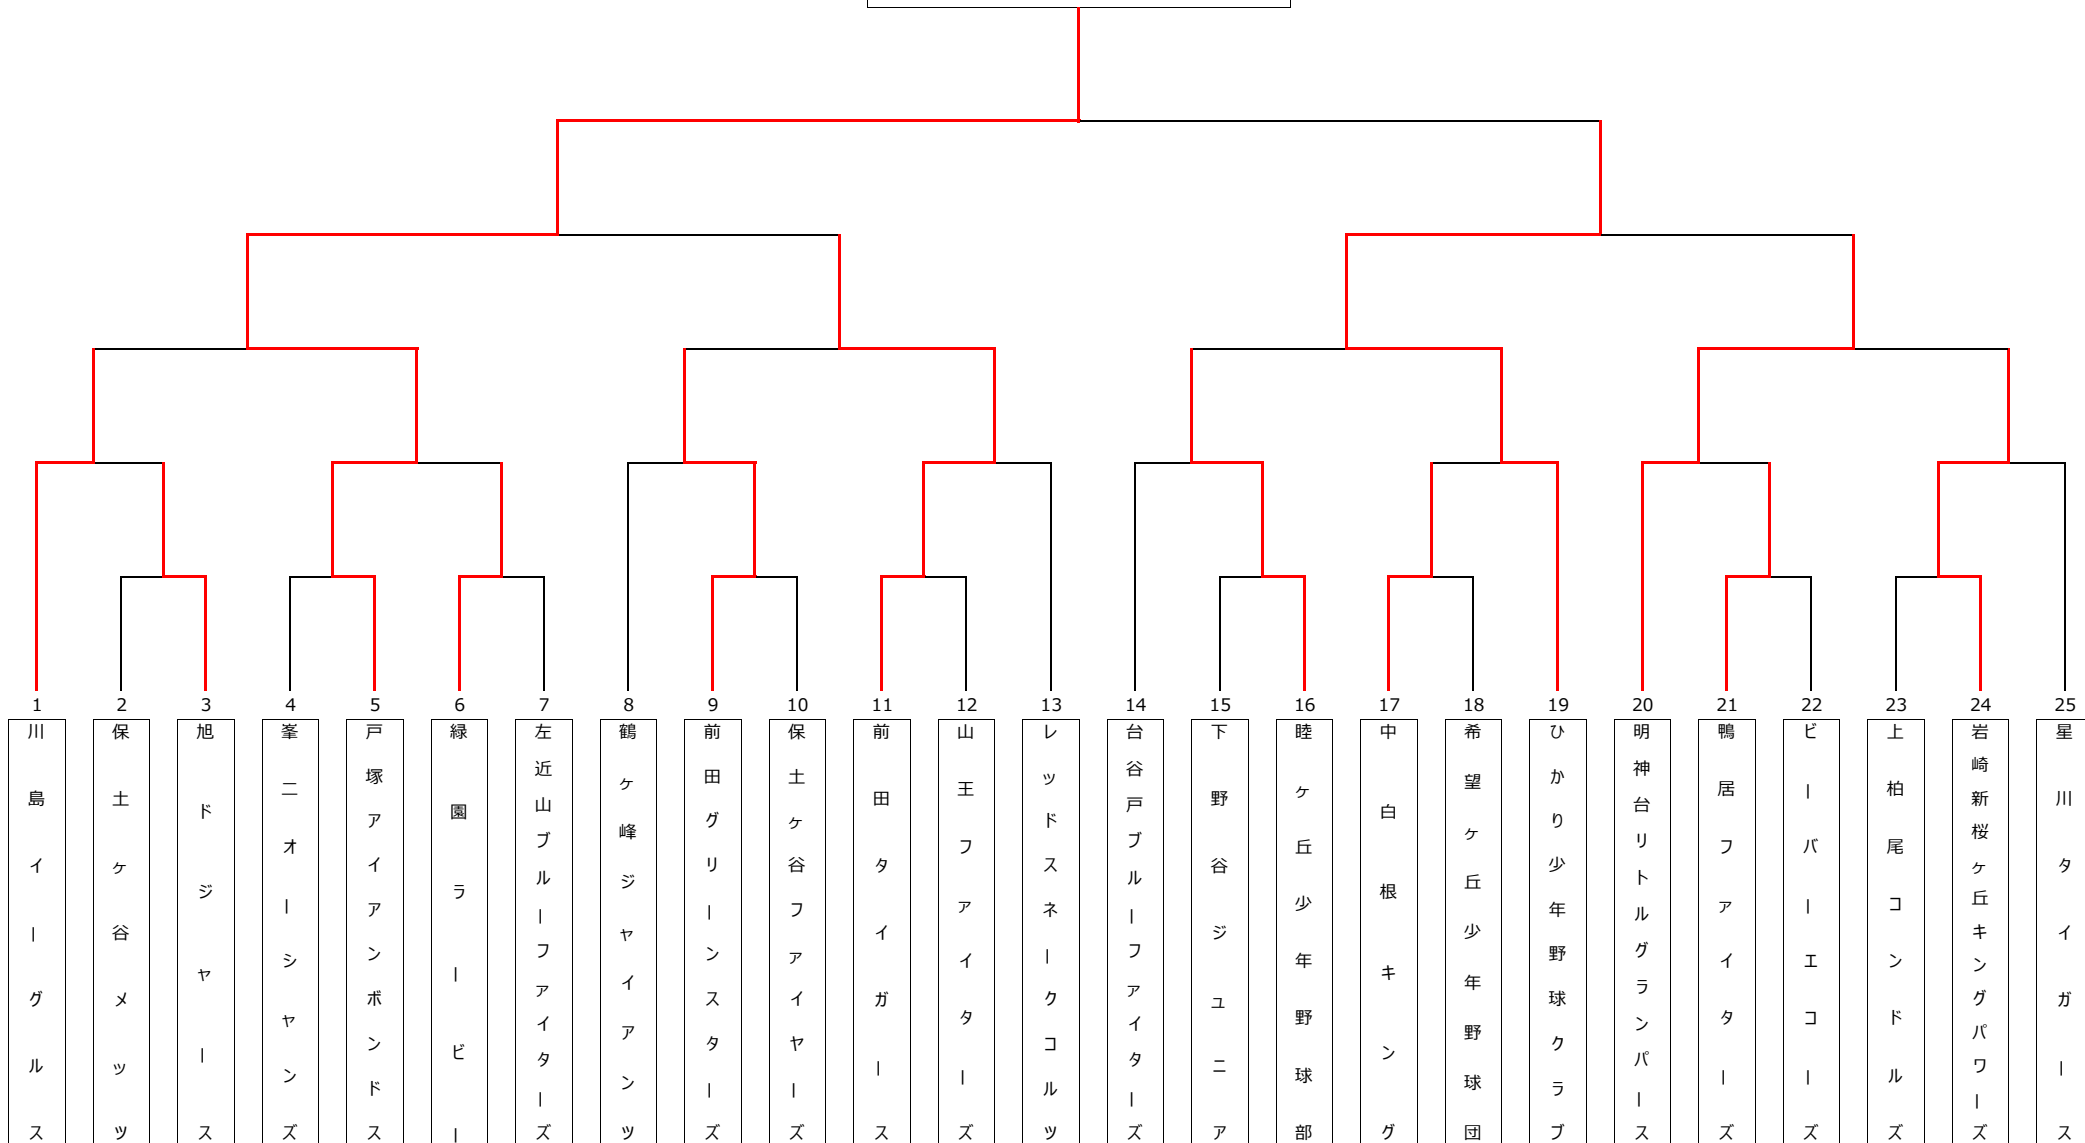 1
2
3
4
5
6
7
8
9
10
11
12
13
14
15
16
17
18
19
20
21
22
23
24
25
川島イーグルス
保土ヶ谷メッツ
旭ドジャース
峯二オーシャンズ
戸塚アイアンボンドス
緑園ラービー
左近山ブルーファイターズ
鶴ヶ峰ジャイアンツ
前田グリーンスターズ
保土ヶ谷ファイヤーズ
前田タイガース
山王ファイターズ
レッドスネークコルツ
台谷戸ブルーファイターズ
下野谷ジュニア
睦ヶ丘少年野球部
中白根キング
希望ヶ丘少年野球団
ひかり少年野球クラブ
明神台リトルグランパース
鴨居ファイターズ
ビーバーエコーズ
上柏尾コンドルズ
岩崎新桜ヶ丘キングパワーズ
星川タイガース